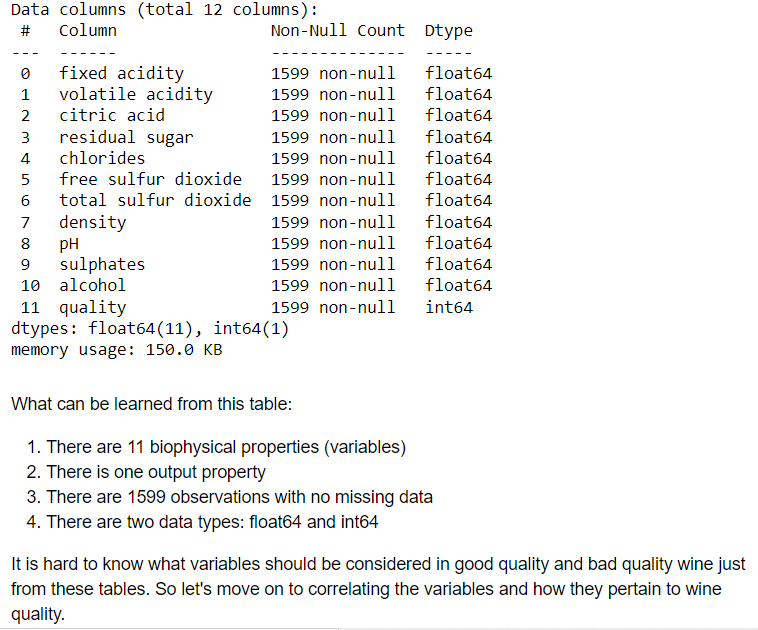 Data columns (total 12 columns):
 #   Column                Non-Null Count  Dtype
---  ------                --------------  -----
 0   fixed acidity         1599 non-null   float64
 1   volatile acidity      1599 non-null   float64
 2   citric acid           1599 non-null   float64
 3   residual sugar        1599 non-null   float64
 4   chlorides             1599 non-null   float64
 5   free sulfur dioxide   1599 non-null   float64
 6   total sulfur dioxide  1599 non-null   float64
 7   density               1599 non-null   float64
 8   pH                    1599 non-null   float64
 9   sulphates             1599 non-null   float64
 10  alcohol               1599 non-null   float64
 11  quality               1599 non-null   int64
dtypes: float64(11), int64(1)
memory usage: 150.0 KB
What can be learned from this table:
1. There are 11 biophysical properties (variables)
2. There is one output property
3. There are 1599 observations with no missing data
4. There are two data types: float64 and int64
It is hard to know what variables should be considered in good quality and bad quality wine just
from these tables. So let's move on to correlating the variables and how they pertain to wine
quality.